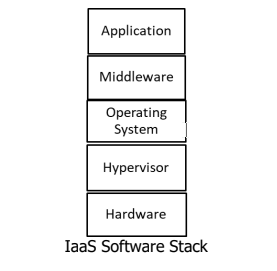 Application
Middleware
Operating
System
Hypervisor
Hardware
IaaS Software Stack